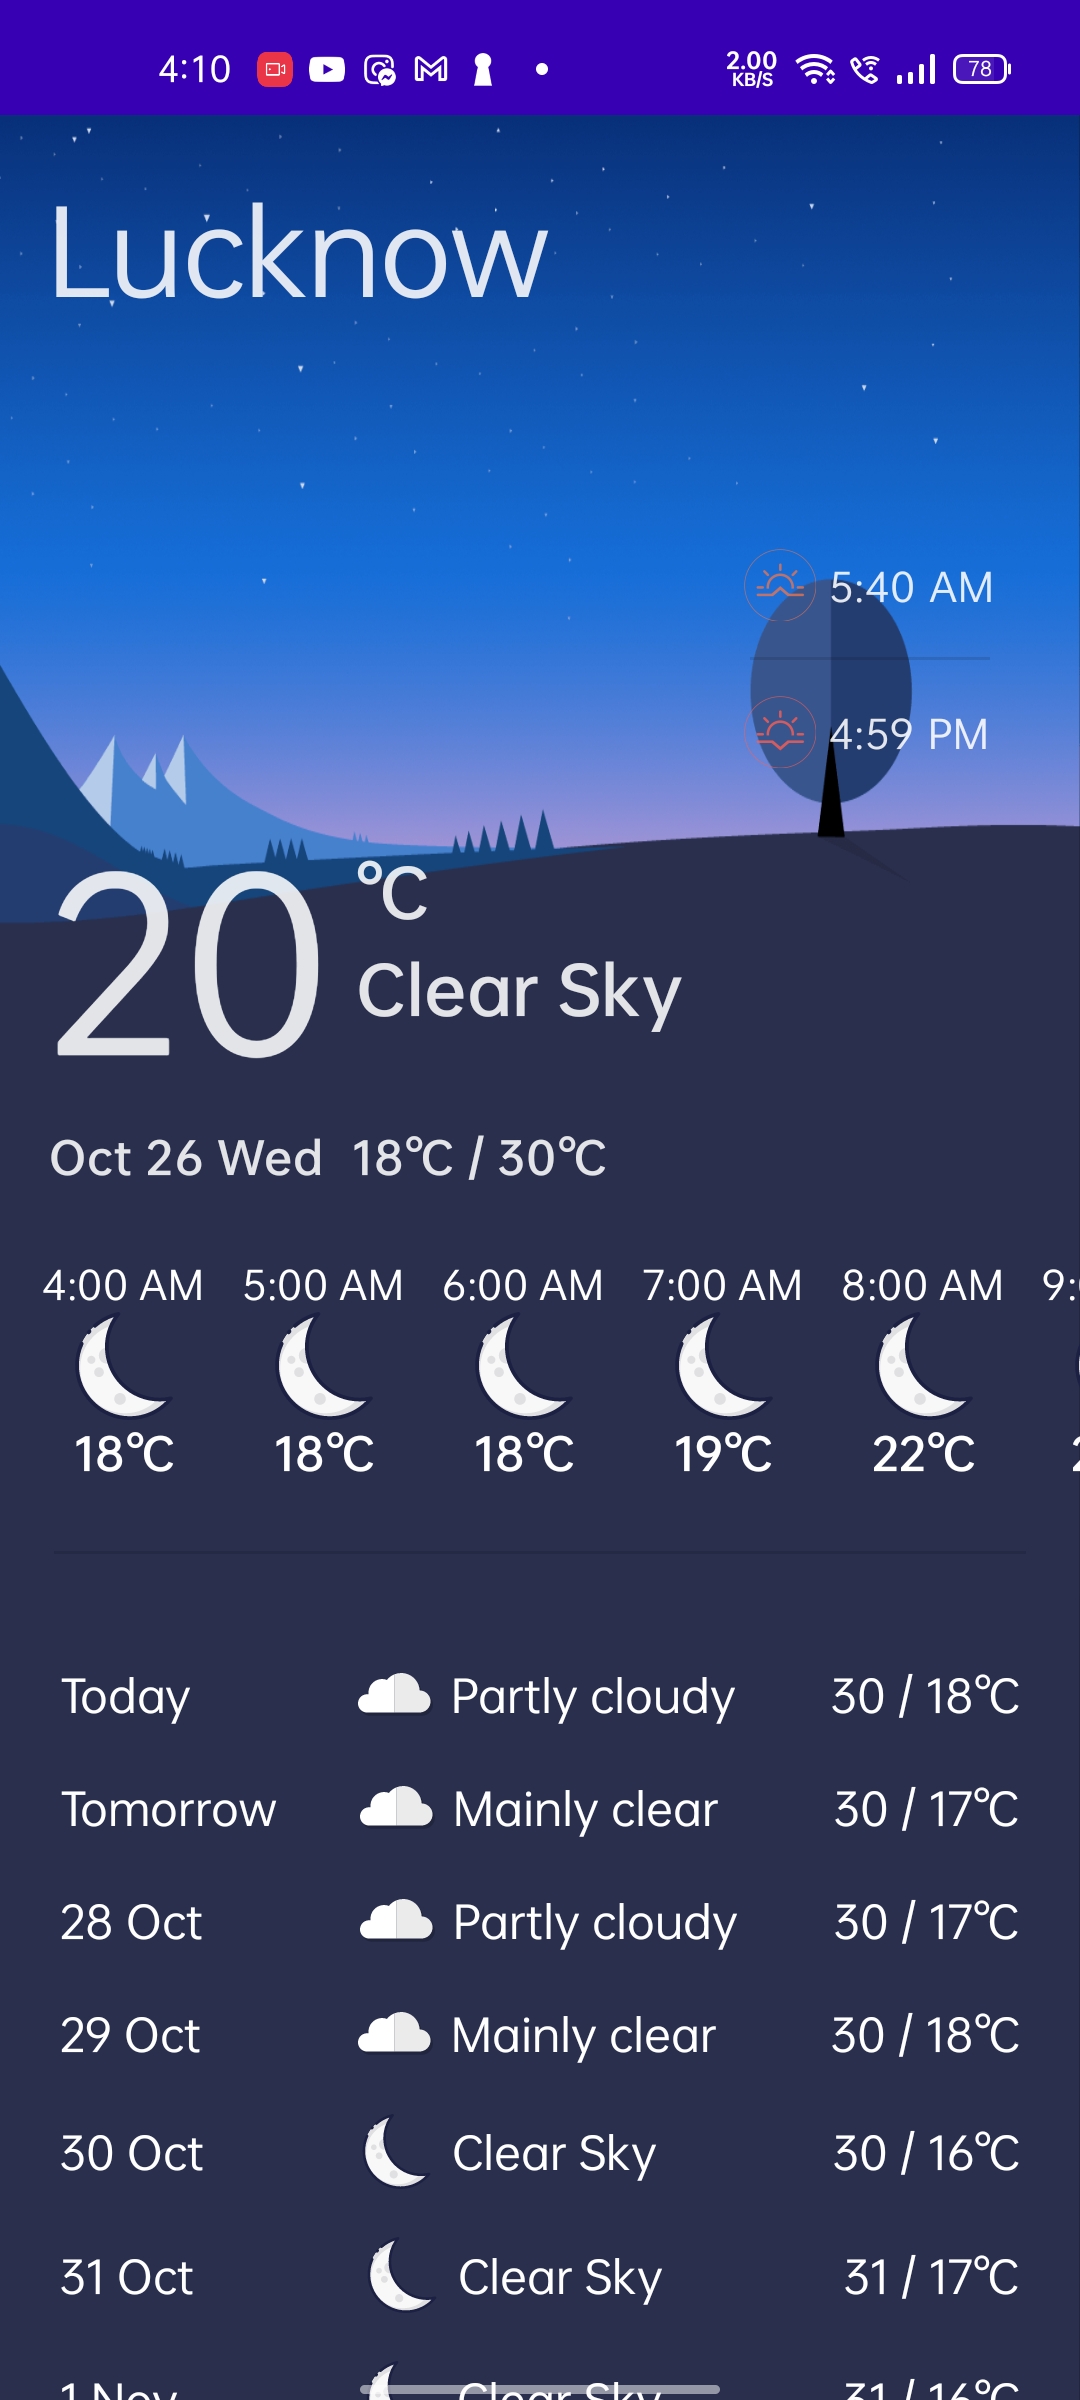 4:10 2.00 KB/S 78
Lucknow
5:40 AM
4:59 PM
20 °C
Clear Sky
Oct 26 Wed 18°C / 30°C
4:00 AM 5:00 AM 6:00 AM 7:00 AM 8:00 AM
18°C 18°C 18°C 19°C 22°C
Today Partly cloudy 30 / 18°C
Tomorrow Mainly clear 30 / 17°C
28 Oct Partly cloudy 30 / 17°C
29 Oct Mainly clear 30 / 18°C
30 Oct Clear Sky 30 / 16°C
31 Oct Clear Sky 31 / 17°C
1 Nov Clear Sky 31 / 16°C